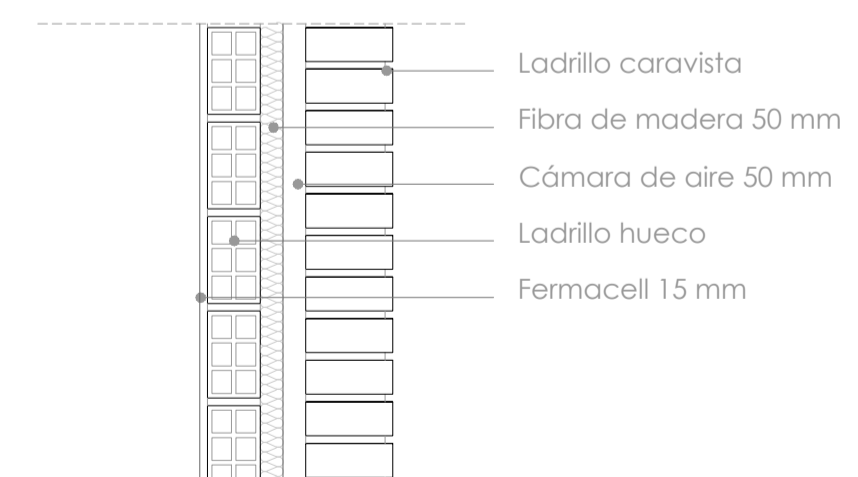 Ladrillo caravista
Fibra de madera 50 mm
Cámara de aire 50 mm
Ladrillo hueco
Fermacell 15 mm